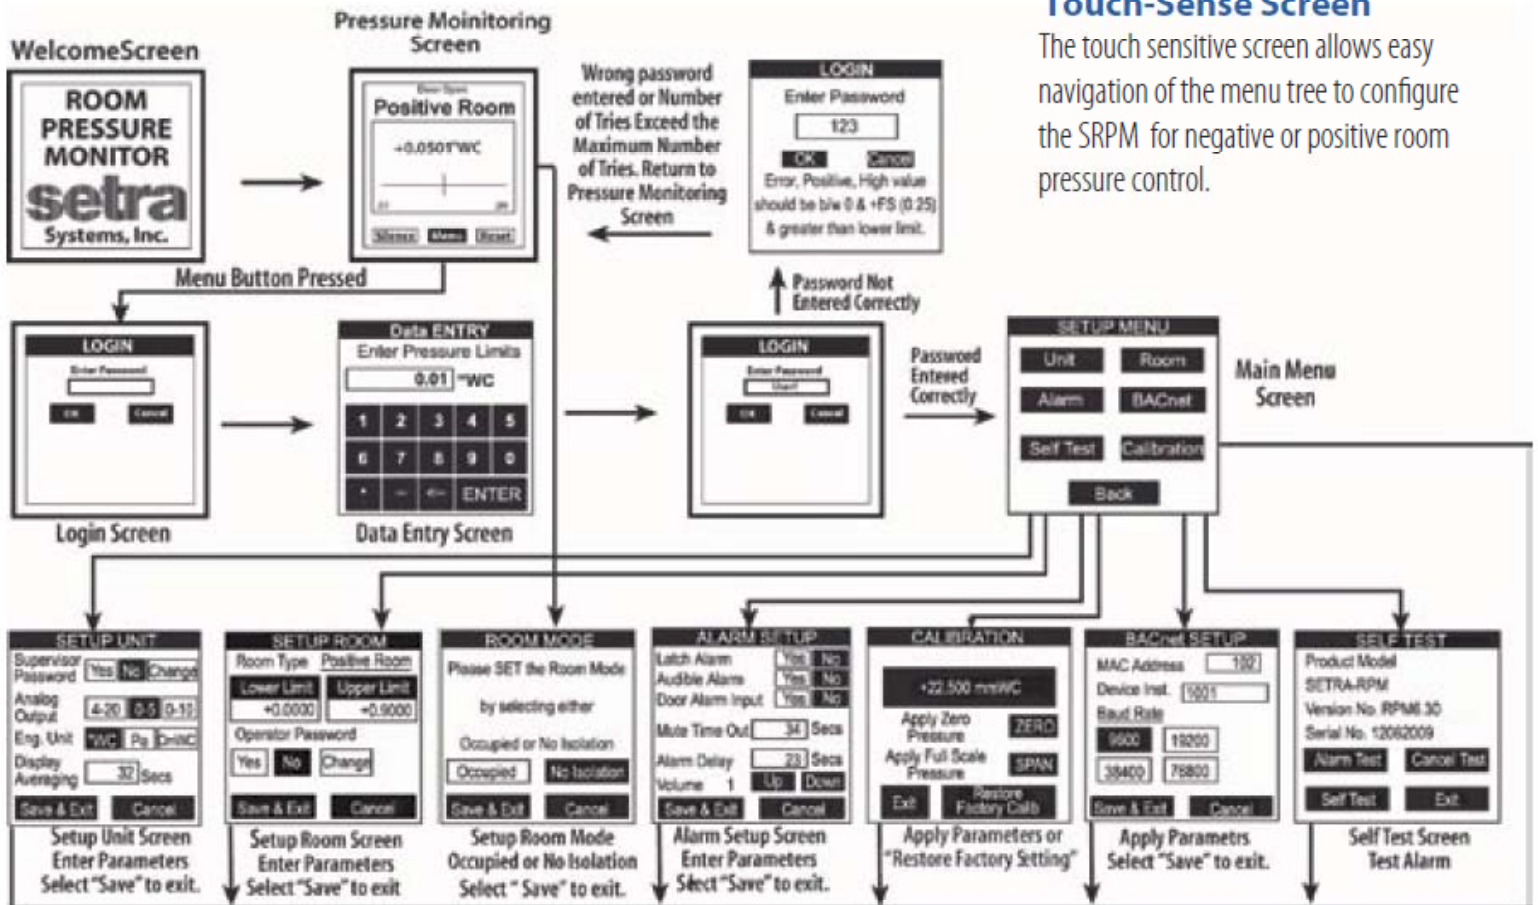 Touch-Sense Screen
The touch sensitive screen allows easy
navigation of the menu tree to configure
the SRPM for negative or positive room
pressure control.
WelcomeScreen
ROOM
PRESSURE
MONITOR
setra
Systems, Inc.
Pressure Moinitoring
Screen
Door Open
Positive Room
+0.0501"WC
Silence Menu Reset
Wrong password
entered or Number
of Tries Exceed the
Maximum Number
of Tries. Return to
Pressure Monitoring
Screen
LOGIN
Enter Password
123
OK Cancel
Error, Positive, High value
should be b/w 0 & +FS (0.25)
& greater than lower limit.
Menu Button Pressed
Password Not
Entered Correctly
LOGIN
Enter Password
OK Cancel
Login Screen
Data ENTRY
Enter Pressure Limits
0.01 "WC
1 2 3 4 5
6 7 8 9 0
ENTER
Data Entry Screen
LOGIN
Enter Password
OK Cancel
Password
Entered
Correctly
SETUP MENU
Unit Room
Alarm BACnet
Self Test Calibration
Back
Main Menu
Screen
SETUP UNIT
Supervisor
Password Yes No Change
Analog
Output 4-20 0-5 0-10
Eng. Unit "WC Pa
Display
Averaging 32 Secs
Save & Exit Cancel
Setup Unit Screen
Enter Parameters
Select "Save" to exit.
SETUP ROOM
Room Type Positive Room
Lower Limit Upper Limit
+0.0000 +0.9000
Operator Password
Yes No Change
Save & Exit Cancel
Setup Room Screen
Enter Parameters
Select "Save" to exit
ROOM MODE
Please SET the Room Mode
by selecting either
Occupied or No Isolation
Occupied No Isolation
Save & Exit Cancel
Setup Room Mode
Occupied or No Isolation
Select " Save" to exit.
ALARM SETUP
Latch Alarm Yes No
Audible Alarm Yes No
Door Alarm Input Yes No
Mute Time Out 34 Secs
Alarm Delay 23 Secs
Volume 1 Up Down
Save & Exit Cancel
Alarm Setup Screen
Enter Parameters
Select "Save" to exit.
CALIBRATION
+22.500 mmWC
Apply Zero
Pressure ZERO
Apply Full Scale
Pressure SPAN
Exit Restore
Factory Calib
Apply Parameters or
"Restore Factory Setting"
BACnet SETUP
MAC Address 102
Device Inst. 1001
Baud Rate
9600 19200
38400 76800
Save & Exit Cancel
Apply Parametrs
Select "Save" to exit.
SELF TEST
Product Model
SETRA-RPM
Version No. RPM6.30
Serial No. 12062009
Alarm Test Cancel Test
Self Test Exit
Self Test Screen
Test Alarm